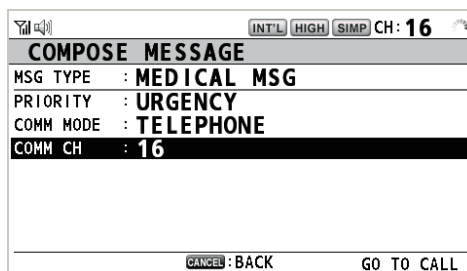 INT'L HIGH SIMP CH: 16
COMPOSE MESSAGE
MSG TYPE : MEDICAL MSG
PRIORITY : URGENCY
COMM MODE : TELEPHONE
COMM CH : 16
CANCEL : BACK GO TO CALL